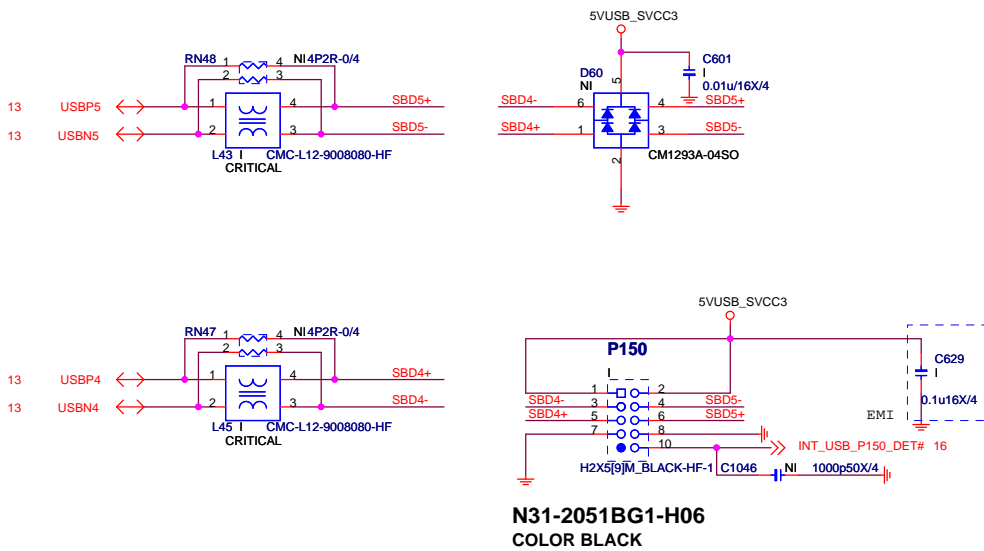 5VUSB_SVCC3
RN48 1 4 NI 4P2R-0/4
2 3
C601
I
0.01u/16X/4
D60
NI
5
13 USBP5 1 4 SBD5+
SBD4- 6 4 SBD5+
13 USBN5 2 3 SBD5-
SBD4+ 1 3 SBD5-
L43 I CMC-L12-9008080-HF
CRITICAL
CM1293A-04SO
2
5VUSB_SVCC3
RN47 1 4 NI 4P2R-0/4
2 3
P150
I
C629
I
0.1u16X/4
EMI
13 USBP4 1 4 SBD4+
13 USBN4 2 3 SBD4-
L45 I CMC-L12-9008080-HF
CRITICAL
1 2
SBD4- 3 4 SBD5-
SBD4+ 5 6 SBD5+
7 8
10
INT_USB_P150_DET# 16
H2X5[9]M_BLACK-HF-1
C1046 NI 1000p50X/4
N31-2051BG1-H06
COLOR BLACK